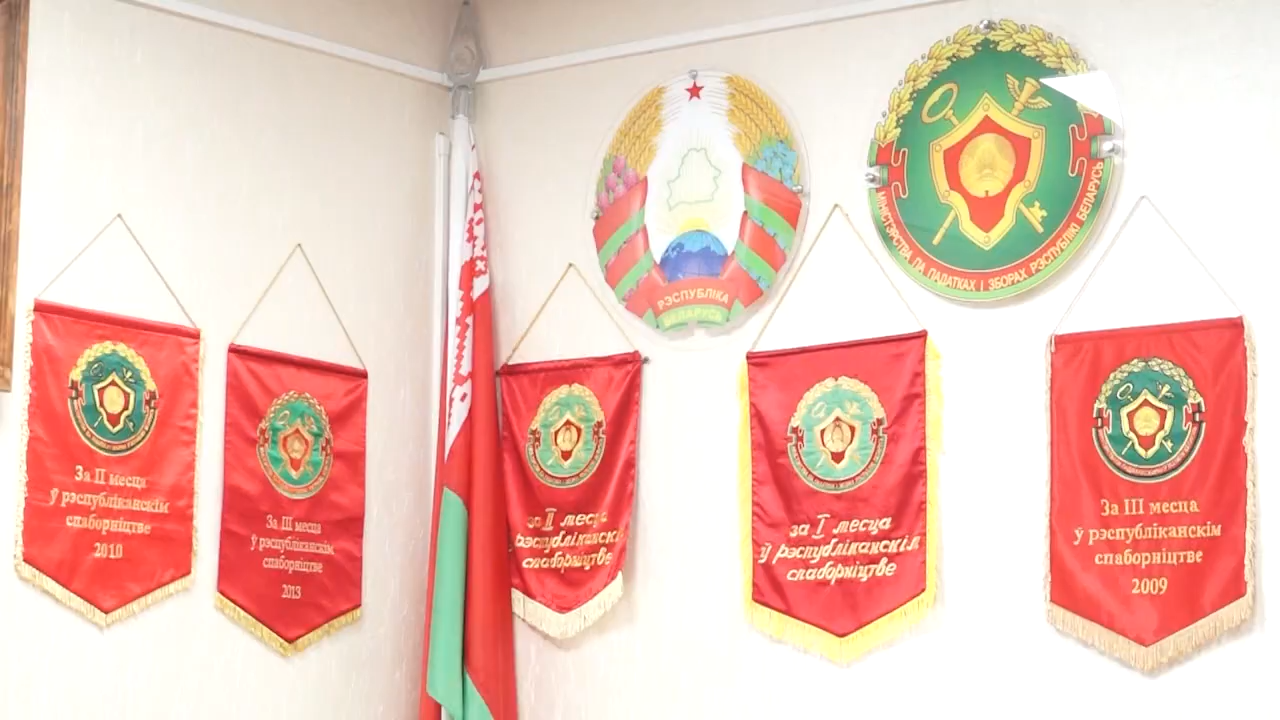 РЭСПУБЛІКА
БЕЛАРУСЬ
МІНІСТЭРСТВА ПА ПАДАТКАХ І ЗБОРАХ РЭСПУБЛІКІ БЕЛАРУСЬ
За II месца
ў рэспубліканскім
спаборніцтве
2010
За III месца
ў рэспубліканскім
спаборніцтве
2013
за II месца
рэспубліканскі
спаборніцтве
за I месца
ў рэспубліканскім
спаборніцтве
За III месца
ў рэспубліканскім
спаборніцтве
2009